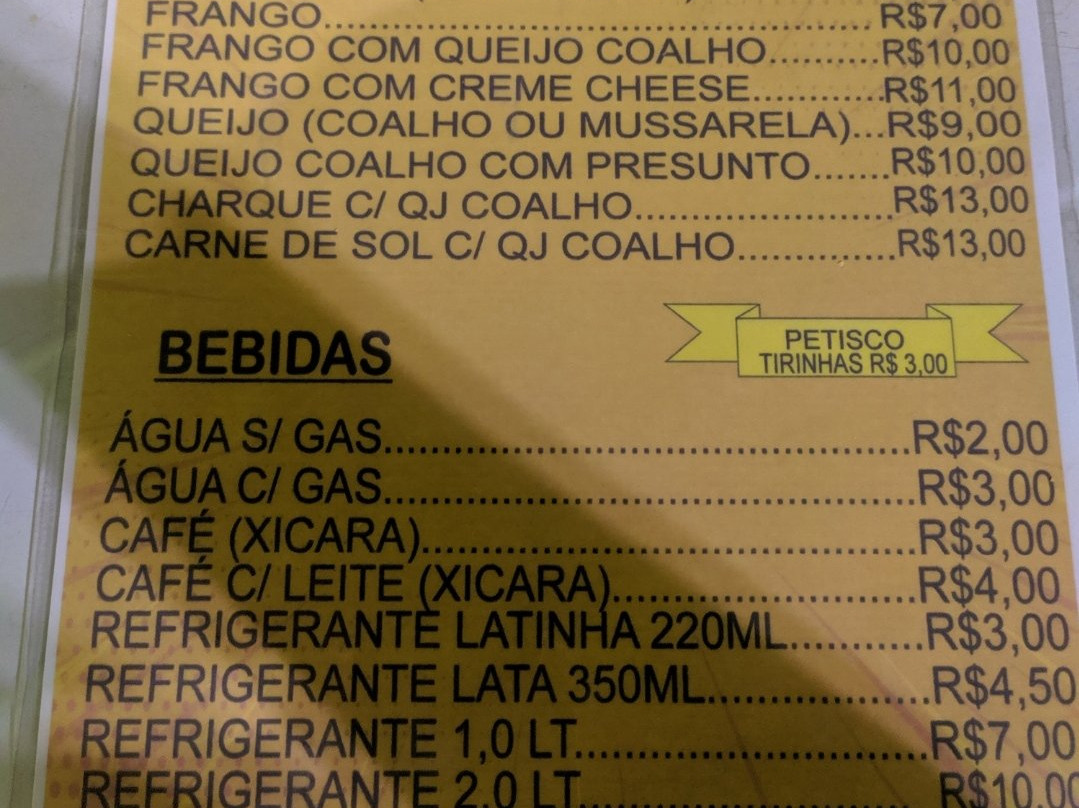 FRANGO..........................................................R$7,00
FRANGO COM QUEIJO COALHO..........R$10,00
FRANGO COM CREME CHEESE............R$11,00
QUEIJO (COALHO OU MUSSARELA)...R$9,00
QUEIJO COALHO COM PRESUNTO.......R$10,00
CHARQUE C/ QJ COALHO.......................R$13,00
CARNE DE SOL C/ QJ COALHO..............R$13,00
PETISCO
TIRINHAS R$ 3,00
BEBIDAS
ÁGUA S/ GAS..........................................R$2,00
ÁGUA C/ GAS..........................................R$3,00
CAFÉ (XICARA).......................................R$3,00
CAFÉ C/ LEITE (XICARA)........................R$4,00
REFRIGERANTE LATINHA 220ML..........R$3,00
REFRIGERANTE LATA 350ML.................R$4,50
REFRIGERANTE 1,0 LT...........................R$7,00
REFRIGERANTE 2,0 LT...........................R$10,00